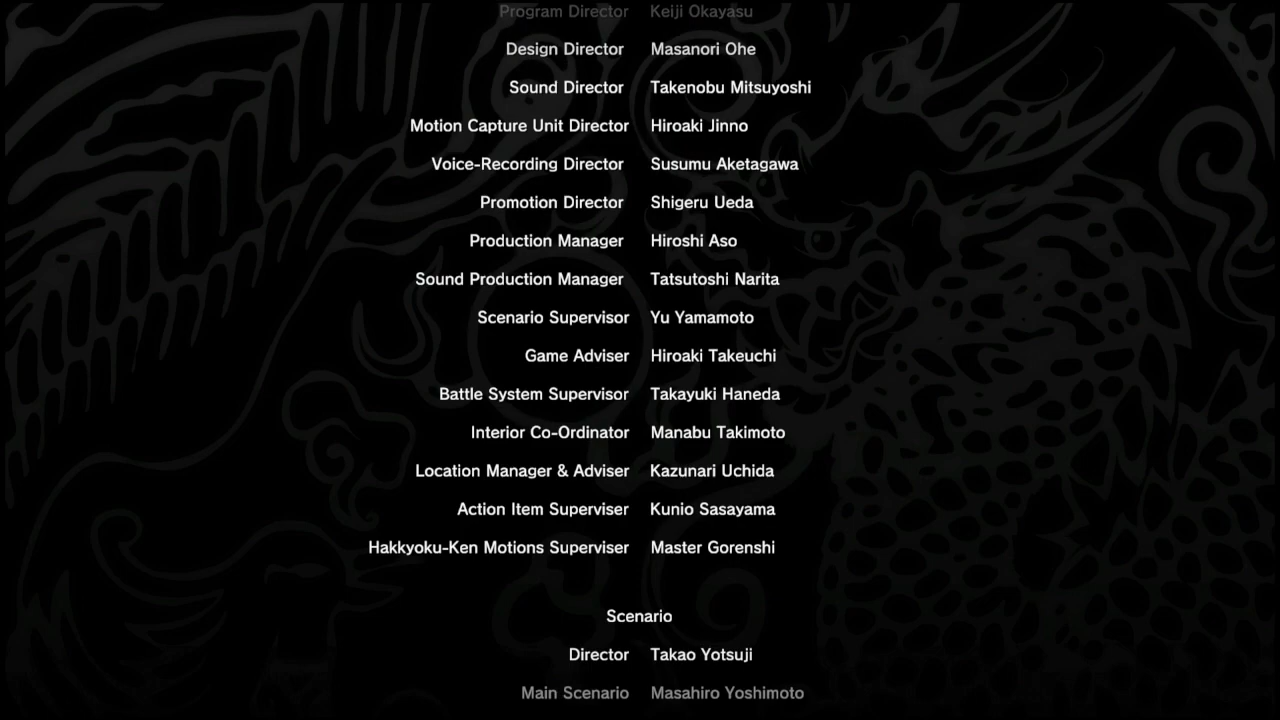 Program Director Keiji Okayasu
Design Director Masanori Ohe
Sound Director Takenobu Mitsuyoshi
Motion Capture Unit Director Hiroaki Jinno
Voice-Recording Director Susumu Aketagawa
Promotion Director Shigeru Ueda
Production Manager Hiroshi Aso
Sound Production Manager Tatsutoshi Narita
Scenario Supervisor Yu Yamamoto
Game Adviser Hiroaki Takeuchi
Battle System Supervisor Takayuki Haneda
Interior Co-Ordinator Manabu Takimoto
Location Manager & Adviser Kazunari Uchida
Action Item Superviser Kunio Sasayama
Hakkyoku-Ken Motions Superviser Master Gorenshi
Scenario
Director Takao Yotsuji
Main Scenario Masahiro Yoshimoto